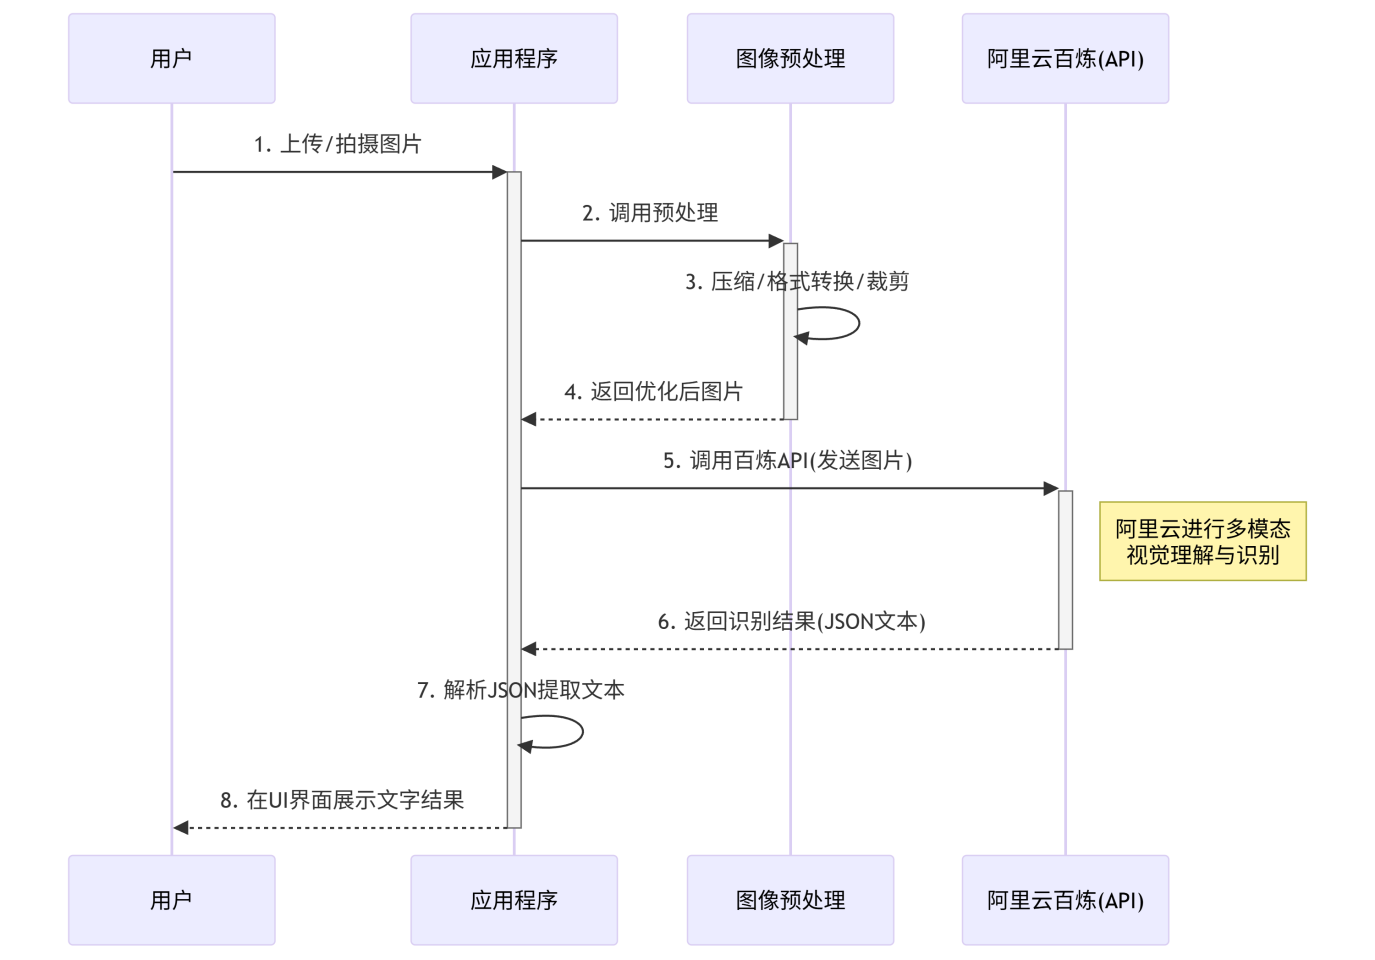 用户
应用程序
图像预处理
阿里云百炼(API)
1. 上传/拍摄图片
2. 调用预处理
3. 压缩/格式转换/裁剪
4. 返回优化后图片
5. 调用百炼API(发送图片)
阿里云进行多模态
视觉理解与识别
6. 返回识别结果(JSON文本)
7. 解析JSON提取文本
8. 在UI界面展示文字结果
用户
应用程序
图像预处理
阿里云百炼(API)